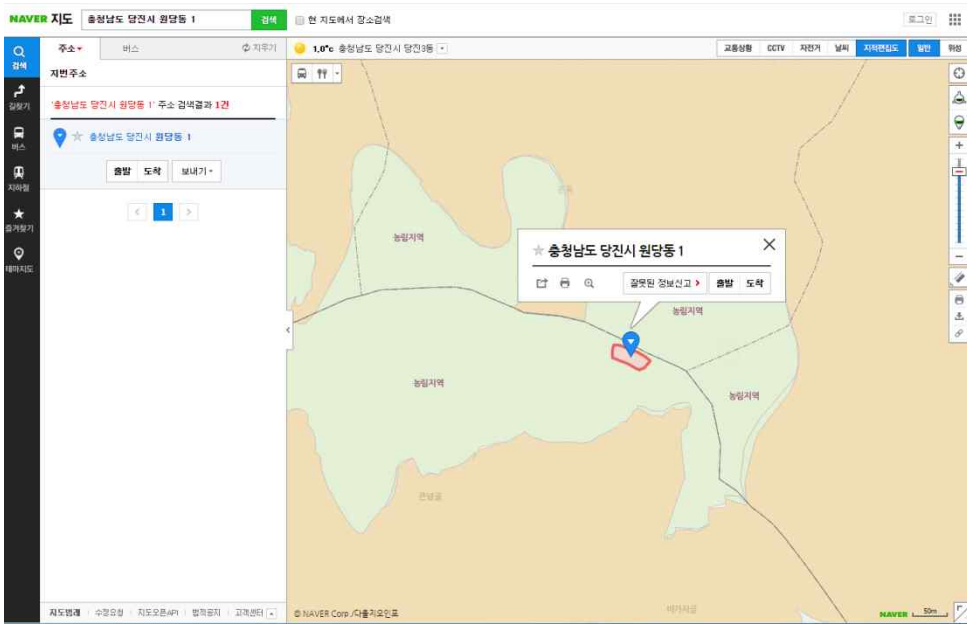 NAVER 지도
충청남도 당진시 원당동 1
검색
현 지도에서 장소검색
로그인
검색
길찾기
버스
지하철
즐겨찾기
테마지도
주소
버스
지우기
지번주소
'충청남도 당진시 원당동 1' 주소 검색결과 1건
충청남도 당진시 원당동 1
출발 도착 보내기
1
지도범례 수정요청 지도오픈API 법적공지 고객센터
1.0°c 충청남도 당진시 당진3동
교통상황 CCTV 자전거 날씨 지적편집도 일반 위성
농림지역
충청남도 당진시 원당동 1
잘못된 정보신고 출발 도착
농림지역
농림지역
농림지역
© NAVER Corp./다음지오인포
NAVER 50m